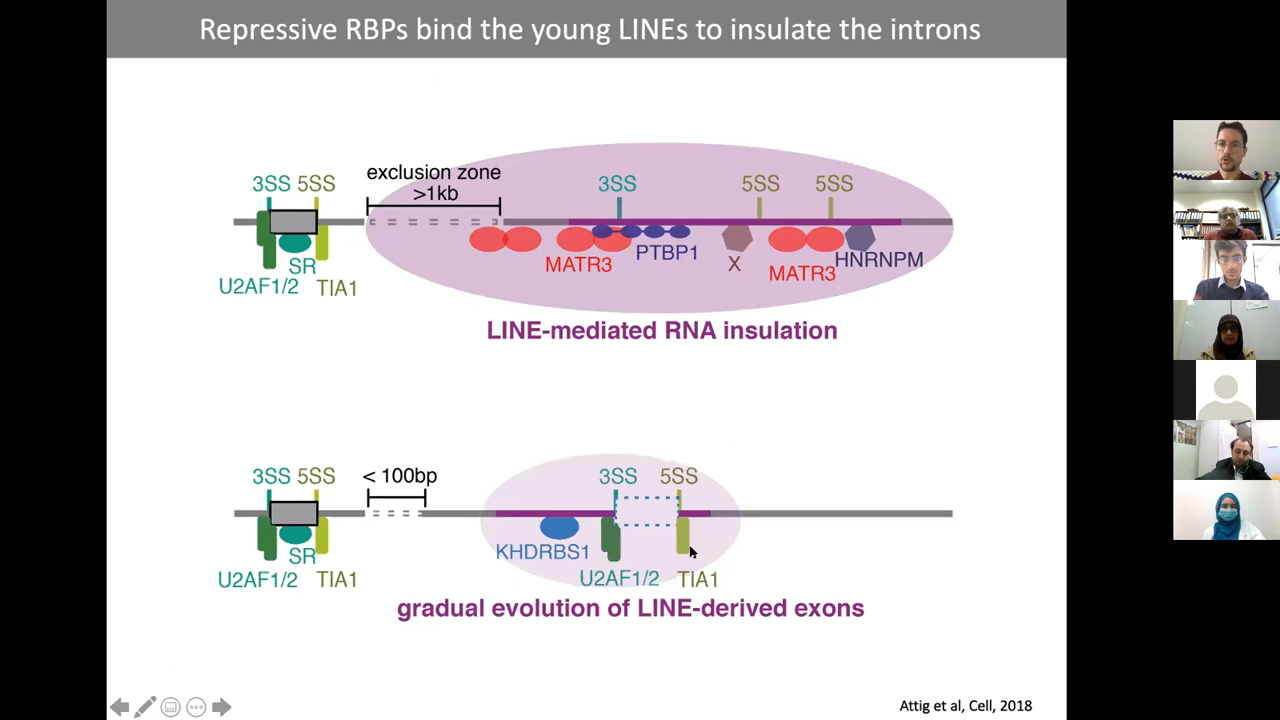 Repressive RBPs bind the young LINEs to insulate the introns
exclusion zone
>1kb
3SS 5SS
3SS
5SS
5SS
SR
U2AF1/2 TIA1
MATR3
PTBP1
X
MATR3
HNRNPM
LINE-mediated RNA insulation
3SS 5SS
< 100bp
3SS
5SS
SR
U2AF1/2 TIA1
KHDRBS1
U2AF1/2 TIA1
gradual evolution of LINE-derived exons
Attig et al, Cell, 2018